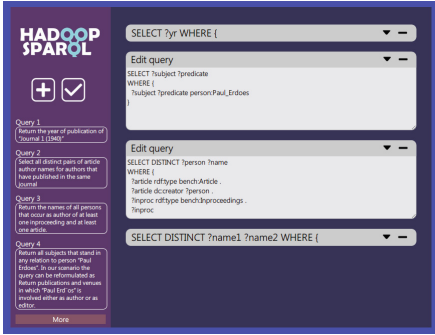 HADOOP
SPARQL
Query 1
Return the year of publication of
"Journal 1 (1940)"
Query 2
Select all distinct pairs of article
author names for authors that
have published in the same
journal
Query 3
Return the names of all persons
that occur as author of at least
one inproceeding and at least
one article.
Query 4
Return all subjects that stand in
any relation to person "Paul
Erdoes". In our scenario the
query can be reformulated as
Return publications and venues
in which "Paul Erd¨os" is
involved either as author or as
editor.
More
SELECT ?yr WHERE {
Edit query
SELECT ?subject ?predicate
WHERE {
?subject ?predicate person:Paul_Erdoes
}
Edit query
SELECT DISTINCT ?person ?name
WHERE {
?article rdf:type bench:Article .
?article dc:creator ?person .
?inproc rdf:type bench:Inproceedings .
?inproc
SELECT DISTINCT ?name1 ?name2 WHERE {